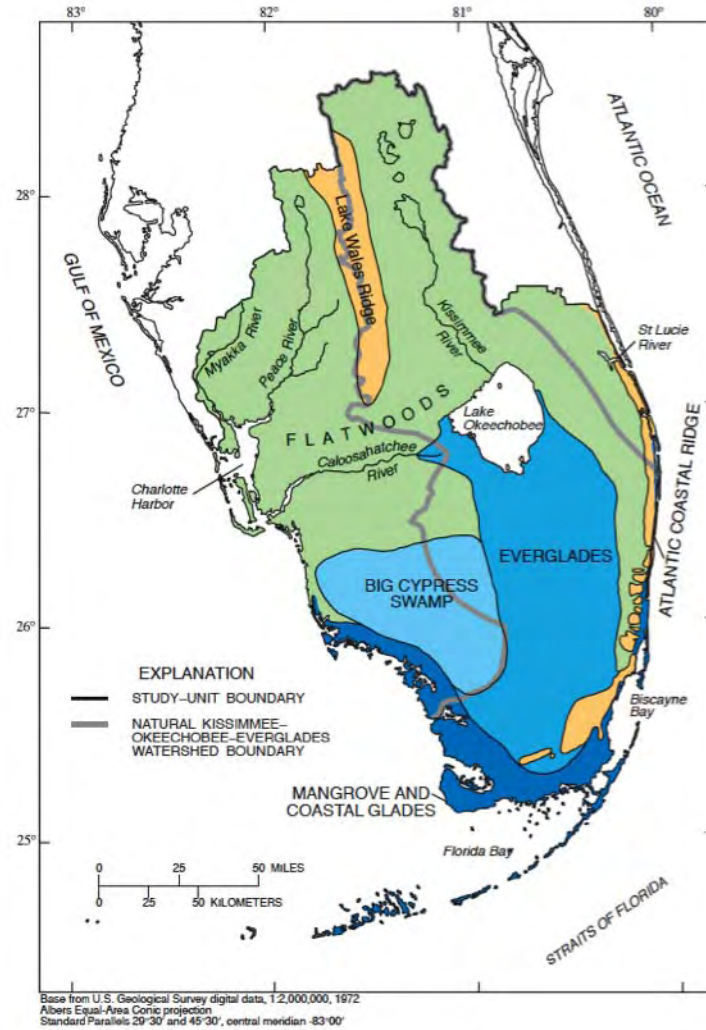 83°
82°
81°
80°
28°
27°
26°
25°
GULF OF MEXICO
ATLANTIC OCEAN
Lake Wales Ridge
Myakka River
Peace River
Kissimmee
River
St Lucie
River
FLATWOODS
Lake
Okeechobee
Caloosahatchee
River
Charlotte
Harbor
ATLANTIC COASTAL RIDGE
EVERGLADES
BIG CYPRESS
SWAMP
Biscayne
Bay
EXPLANATION
STUDY–UNIT BOUNDARY
NATURAL KISSIMMEE–
OKEECHOBEE–EVERGLADES
WATERSHED BOUNDARY
MANGROVE AND
COASTAL GLADES
Florida Bay
STRAITS OF FLORIDA
0 25 50 MILES
0 25 50 KILOMETERS
Base from U.S. Geological Survey digital data, 1:2,000,000, 1972
Albers Equal-Area Conic projection
Standard Parallels 29°30' and 45°30', central meridian -83°00'